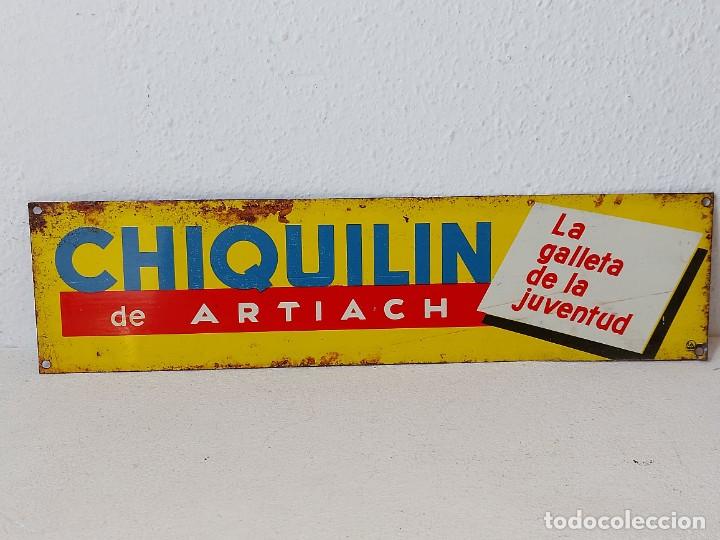 CHIQUILIN
de ARTIACH
La
galleta
de la
juventud
todocoleccion